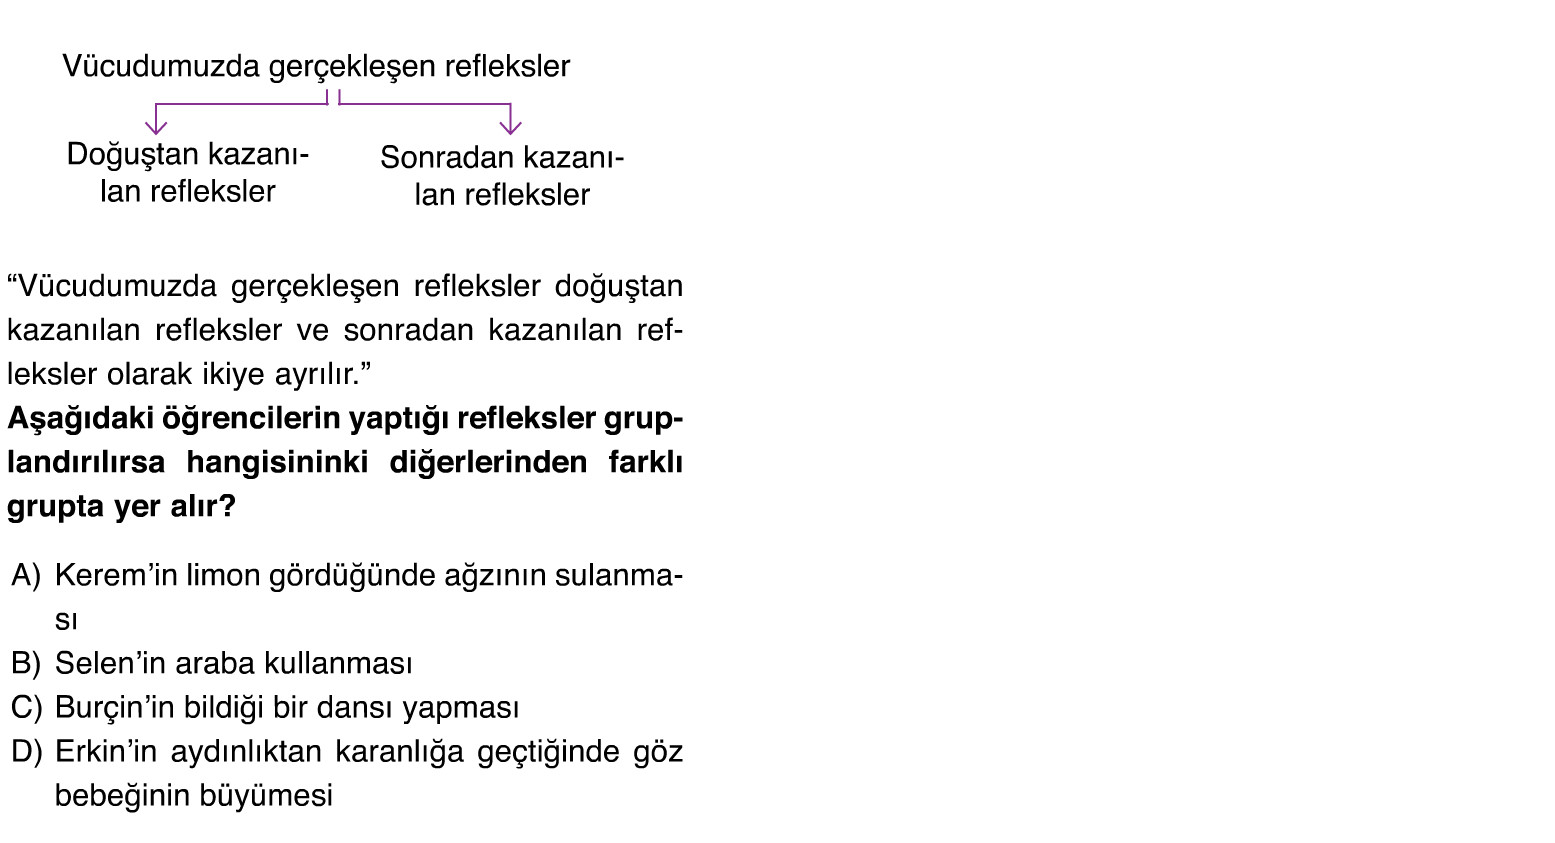 Vücudumuzda gerçekleşen refleksler
Doğuştan kazanı-
lan refleksler
Sonradan kazanı-
lan refleksler
“Vücudumuzda gerçekleşen refleksler doğuştan
kazanılan refleksler ve sonradan kazanılan ref-
leksler olarak ikiye ayrılır.”
Aşağıdaki öğrencilerin yaptığı refleksler grup-
landırılırsa hangisininki diğerlerinden farklı
grupta yer alır?
A) Kerem’in limon gördüğünde ağzının sulanma-
sı
B) Selen’in araba kullanması
C) Burçin’in bildiği bir dansı yapması
D) Erkin’in aydınlıktan karanlığa geçtiğinde göz
bebeğinin büyümesi